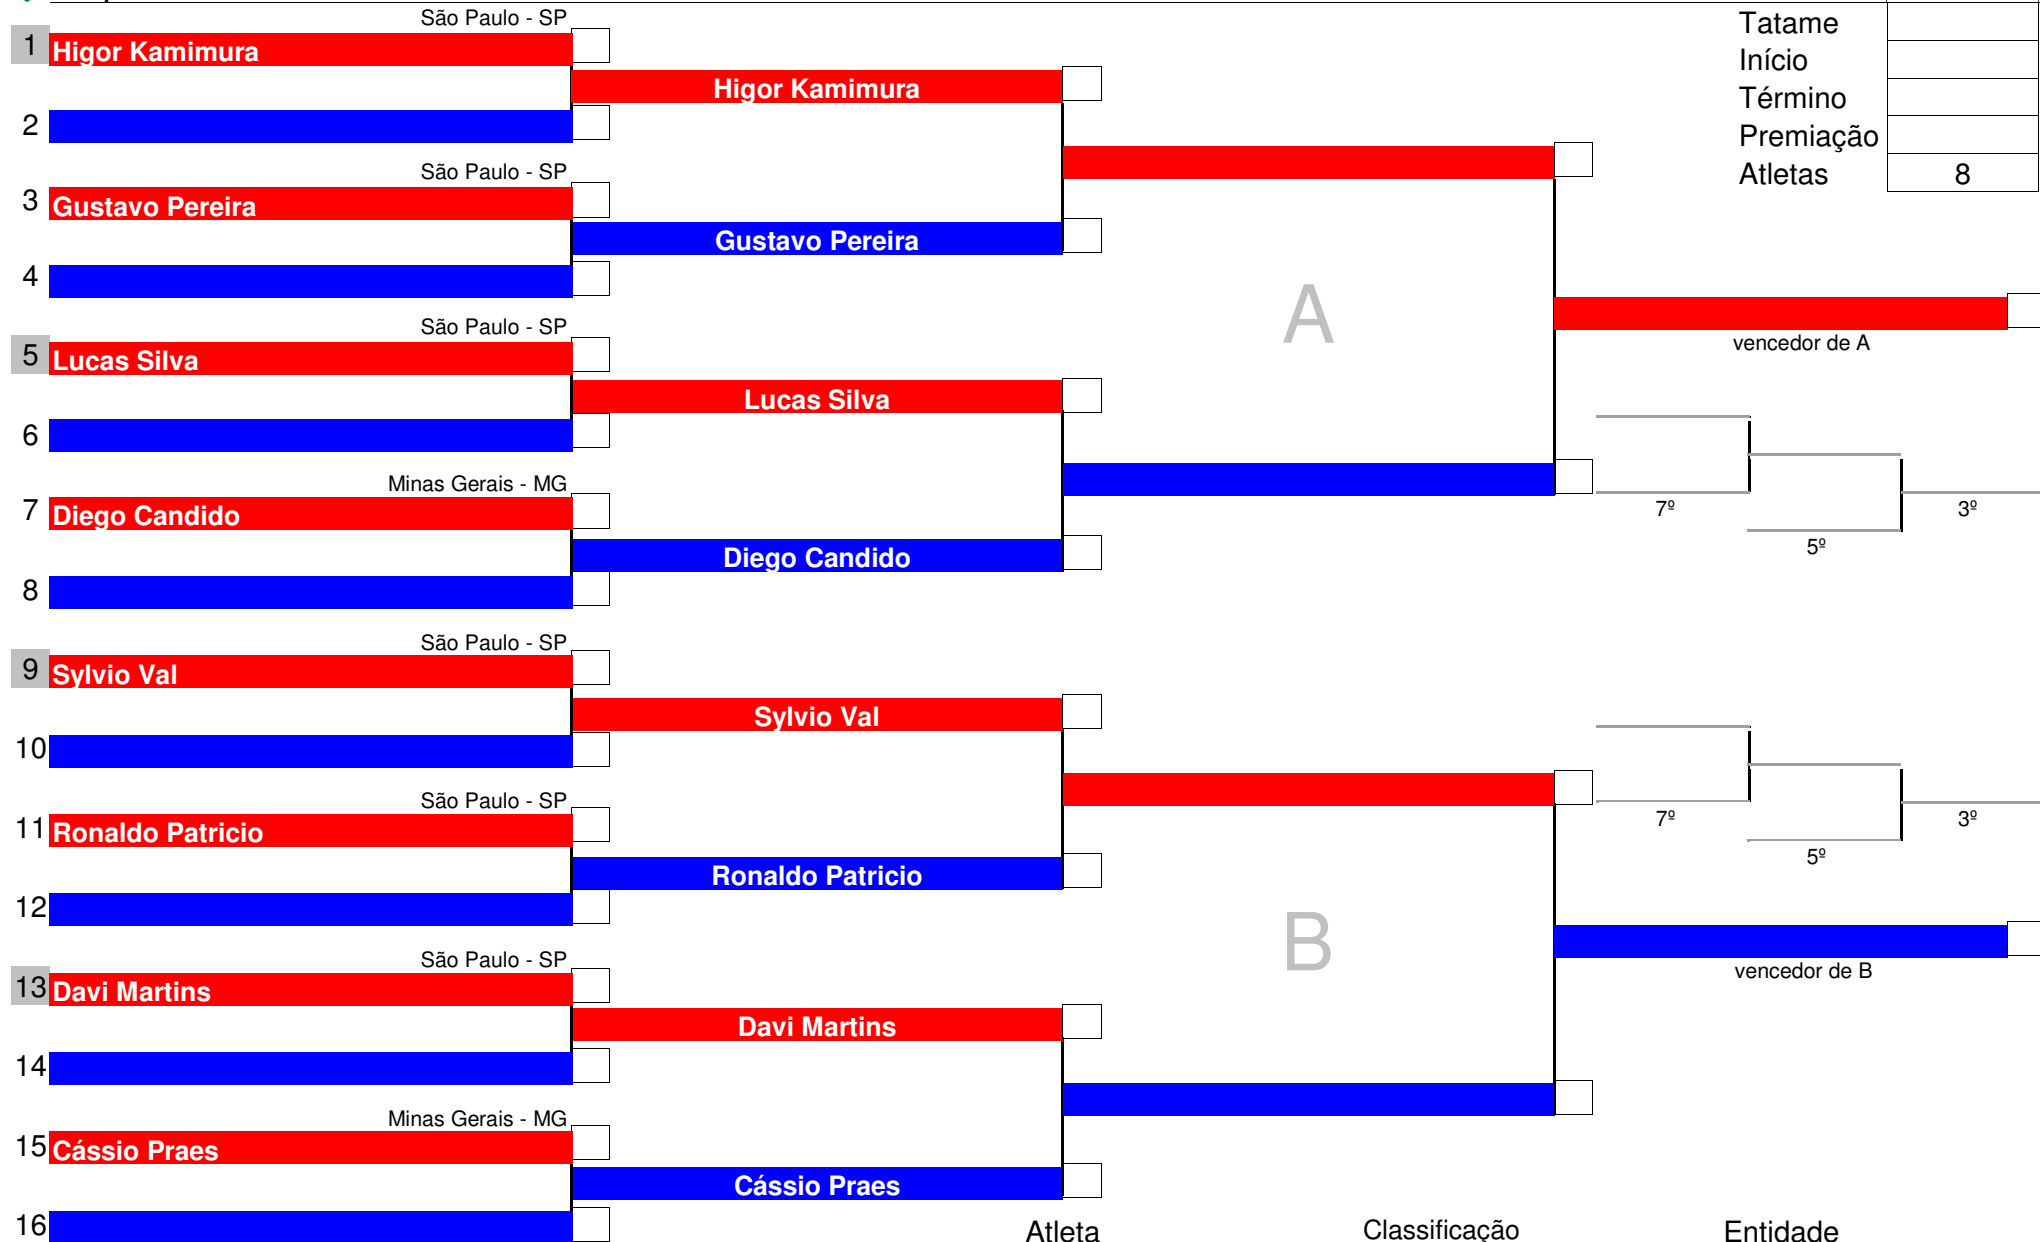 São Paulo - SP
Tatame
1 Higor Kamimura
Início
Higor Kamimura
Término
2
Premiação
São Paulo - SP
Atletas 8
3 Gustavo Pereira
Gustavo Pereira
4
A
São Paulo - SP
vencedor de A
5 Lucas Silva
Lucas Silva
6
Minas Gerais - MG
7 Diego Candido
7º 3º
5º
Diego Candido
8
São Paulo - SP
9 Sylvio Val
Sylvio Val
10
São Paulo - SP
7º 3º
11 Ronaldo Patricio
5º
Ronaldo Patricio
12
B
São Paulo - SP
vencedor de B
13 Davi Martins
Davi Martins
14
Minas Gerais - MG
15 Cássio Praes
Cássio Praes
16
Atleta Classificação Entidade